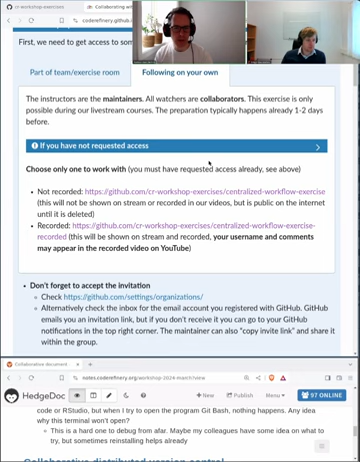 cr-workshop-exercises
Collaborating wi
coderefinery.github.
First, we need to get access to som
Part of team/exercise room
Following on your own
The instructors are the maintainers. All watchers are collaborators. This exercise is only
possible during our livestream courses. The preparation typically happens already 1-2 days
before.
If you have not requested access
Choose only one to work with (you must have requested access already, see above)
• Not recorded: https://github.com/cr-workshop-exercises/centralized-workflow-exercise
(this will not be shown on stream or recorded in our videos, but is public on the internet
until it is deleted)
• Recorded: https://github.com/cr-workshop-exercises/centralized-workflow-exercise-
recorded (this will be shown on stream and recorded, your username and comments
may appear in the recorded video on YouTube)
• Don't forget to accept the invitation
Check https://github.com/settings/organizations/
Alternatively check the inbox for the email account you registered with GitHub. GitHub
emails you an invitation link, but if you don't receive it you can go to your GitHub
notifications in the top right corner. The maintainer can also "copy invite link" and share it
within the group.
Collaborative document
notes.coderefinery.org/workshop-2024-march/view
HedgeDoc
+ New
Publish
Menu
97 ONLINE
code or RStudio, but when I try to open the program Git Bash, nothing happens. Any idea
why this terminal won't open?
This is a hard one to debug from afar. Maybe my colleagues have some idea on what to
try, but sometimes reinstalling helps already